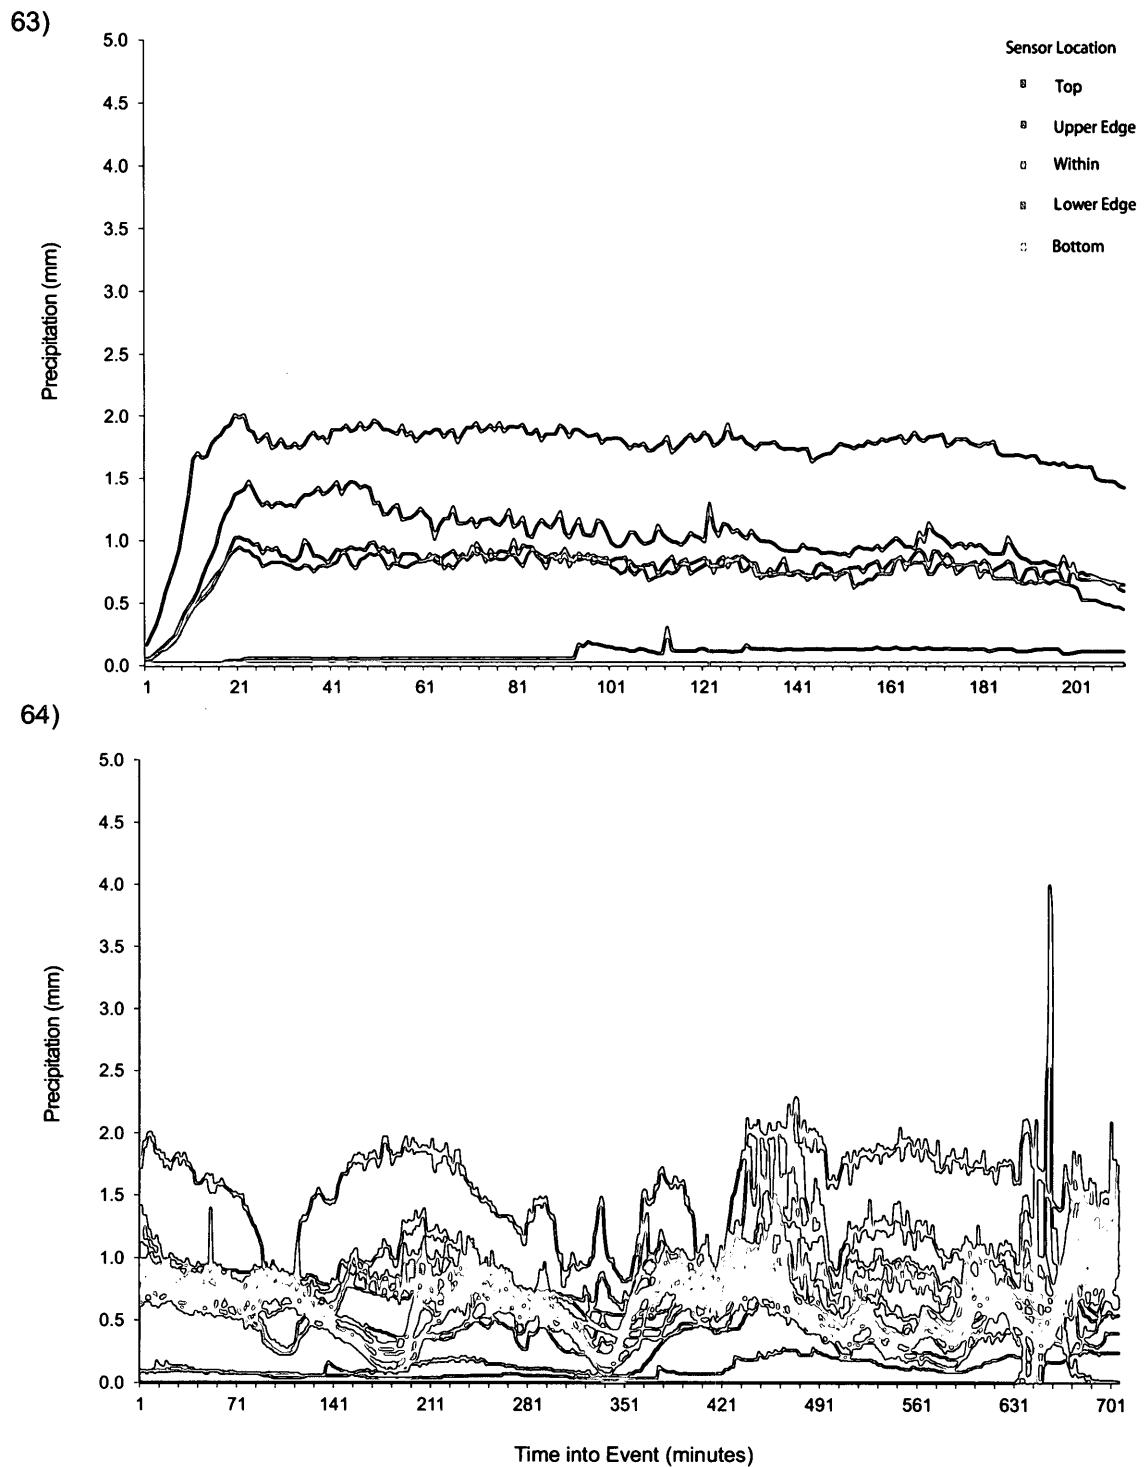 63)
5.0
4.5
4.0
3.5
3.0
2.5
2.0
1.5
1.0
0.5
0.0
Precipitation (mm)
Sensor Location
Top
Upper Edge
Within
Lower Edge
Bottom
1 21 41 61 81 101 121 141 161 181 201
64)
5.0
4.5
4.0
3.5
3.0
2.5
2.0
1.5
1.0
0.5
0.0
Precipitation (mm)
1 71 141 211 281 351 421 491 561 631 701
Time into Event (minutes)